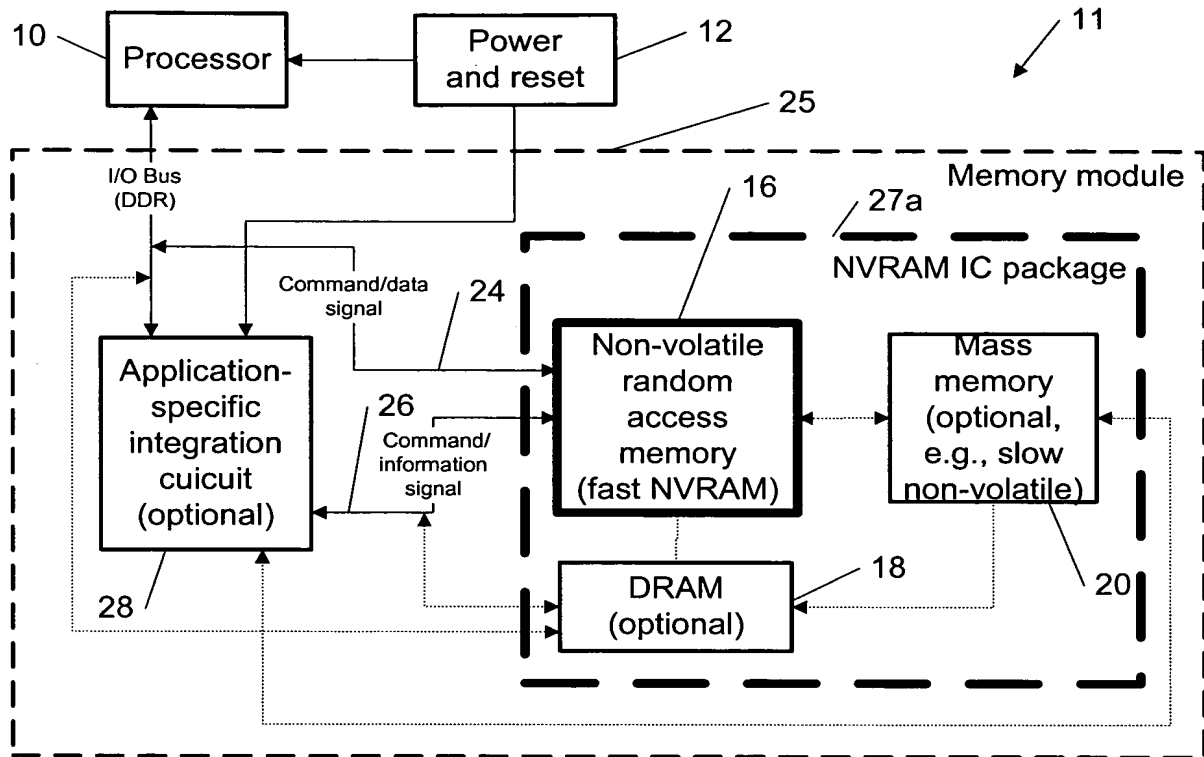 10
Processor
Power
and reset
12
11
25
I/O Bus
(DDR)
Memory module
16
27a
NVRAM IC package
Command/data
signal
24
Application-
specific
integration
cuicuit
(optional)
26
Command/
information
signal
Non-volatile
random
access
memory
(fast NVRAM)
Mass
memory
(optional,
e.g., slow
non-volatile)
28
DRAM
(optional)
18
20